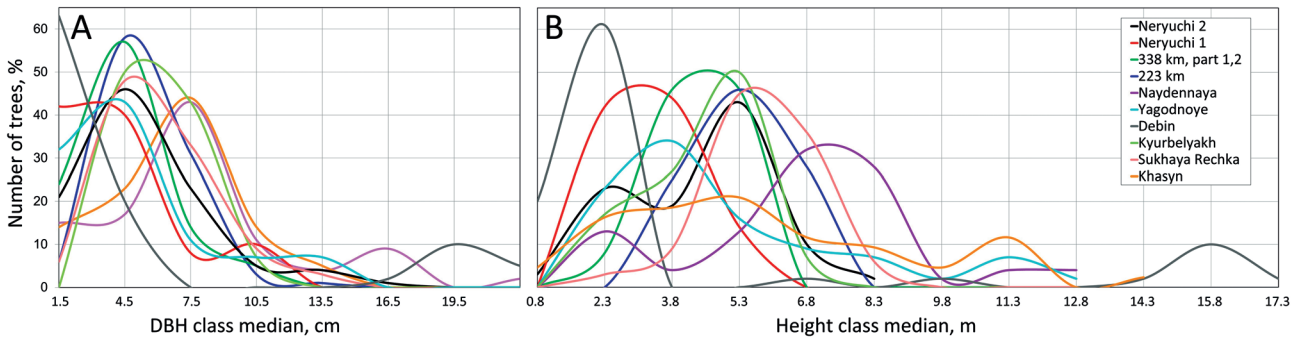 A
Number of trees, %
60
50
40
30
20
10
0
1.5 4.5 7.5 10.5 13.5 16.5 19.5
DBH class median, cm
B
Neryuchi 2
Neryuchi 1
338 km, part 1,2
223 km
Naydennaya
Yagodnoye
Debin
Kyurbelyakh
Sukhaya Rechka
Khasyn
0.8 2.3 3.8 5.3 6.8 8.3 9.8 11.3 12.8 14.3 15.8 17.3
Height class median, m